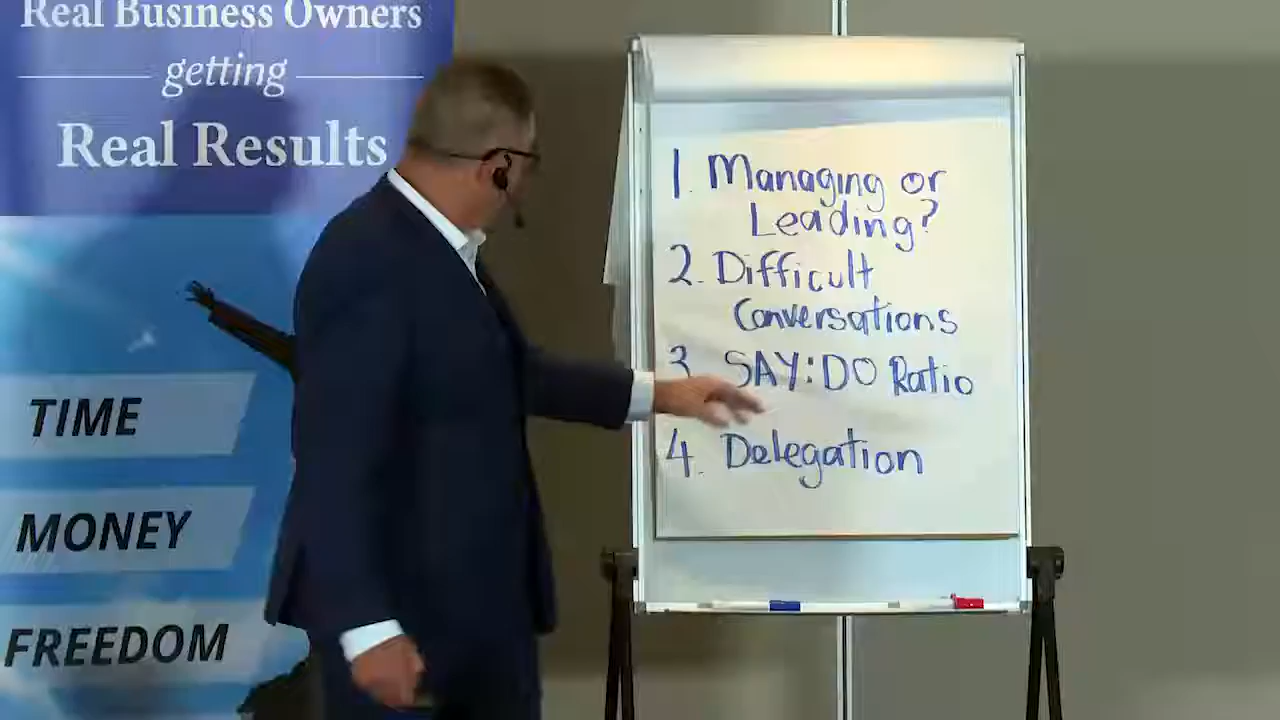 Real Business Owners
getting
Real Results
TIME
MONEY
FREEDOM
1. Managing or
Leading?
2. Difficult
Conversations
3 SAY:DO Ratio
4. Delegation